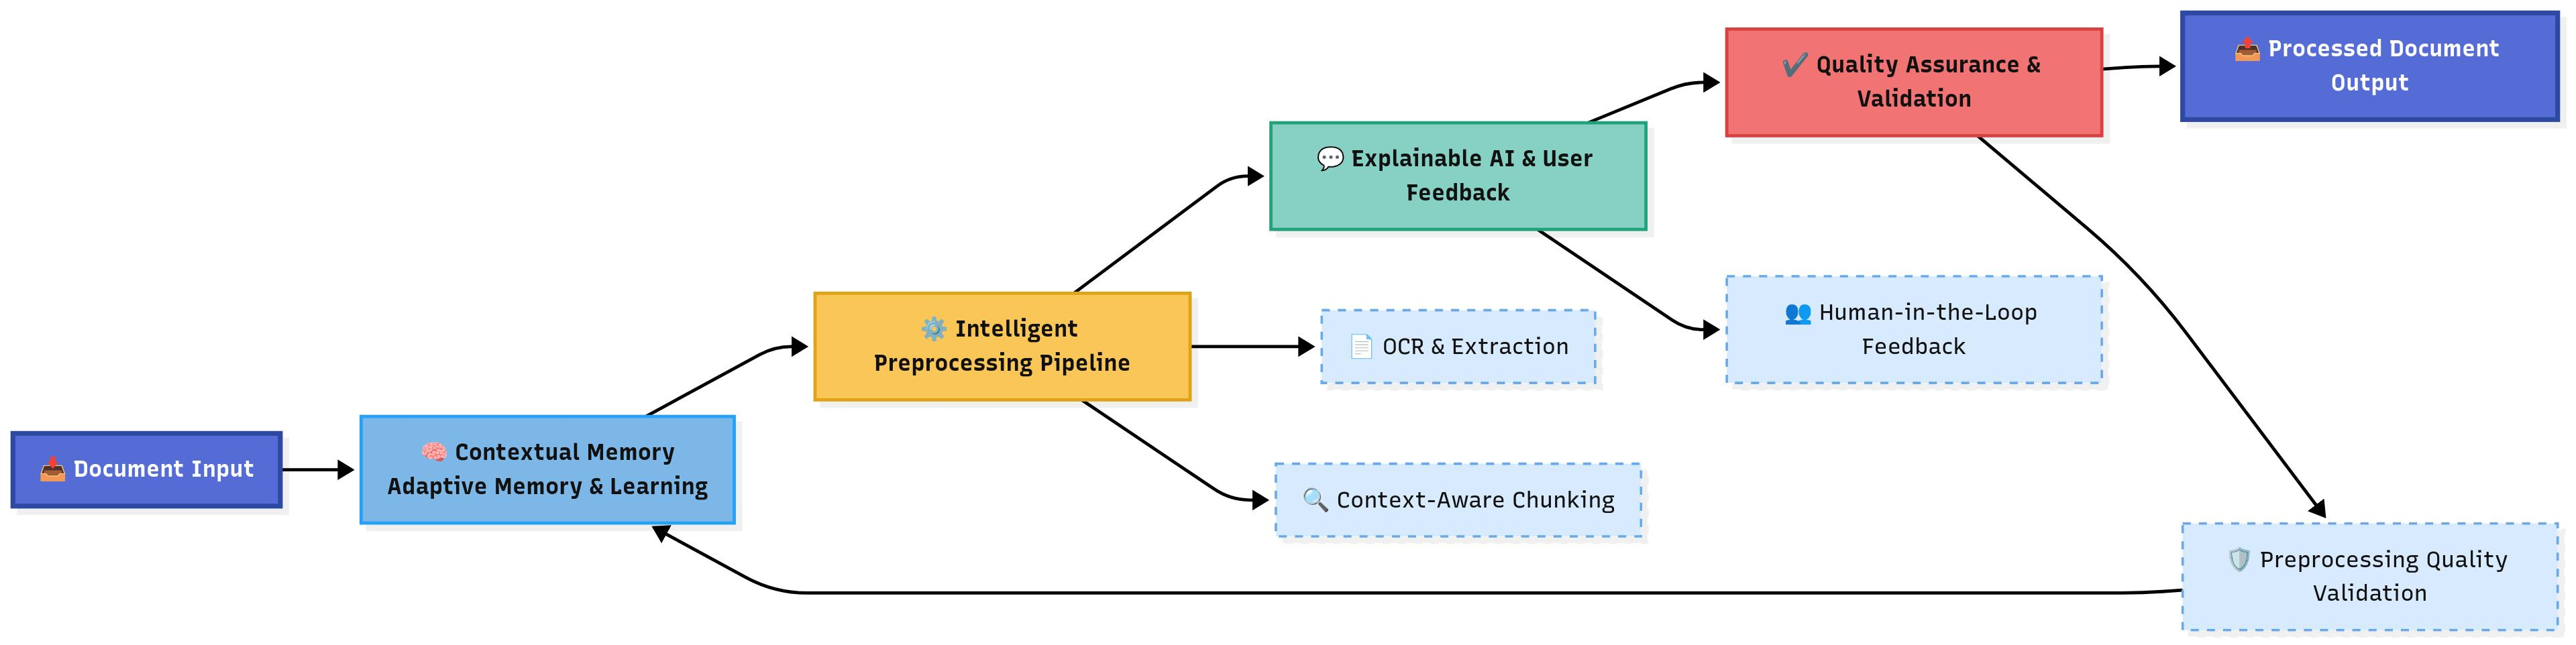 📥 Document Input
🧠 Contextual Memory
Adaptive Memory & Learning
⚙️ Intelligent
Preprocessing Pipeline
💬 Explainable AI & User
Feedback
📄 OCR & Extraction
🔍 Context-Aware Chunking
✔️ Quality Assurance &
Validation
👥 Human-in-the-Loop
Feedback
📤 Processed Document
Output
🛡️ Preprocessing Quality
Validation